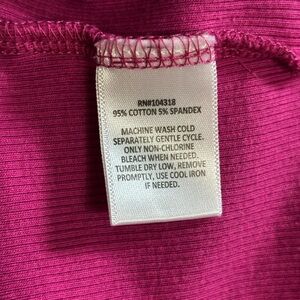 RN#104318
95% COTTON 5% SPANDEX
MACHINE WASH COLD
SEPARATELY GENTLE CYCLE.
ONLY NON-CHLORINE
BLEACH WHEN NEEDED.
TUMBLE DRY LOW, REMOVE
PROMPTLY, USE COOL IRON
IF NEEDED.